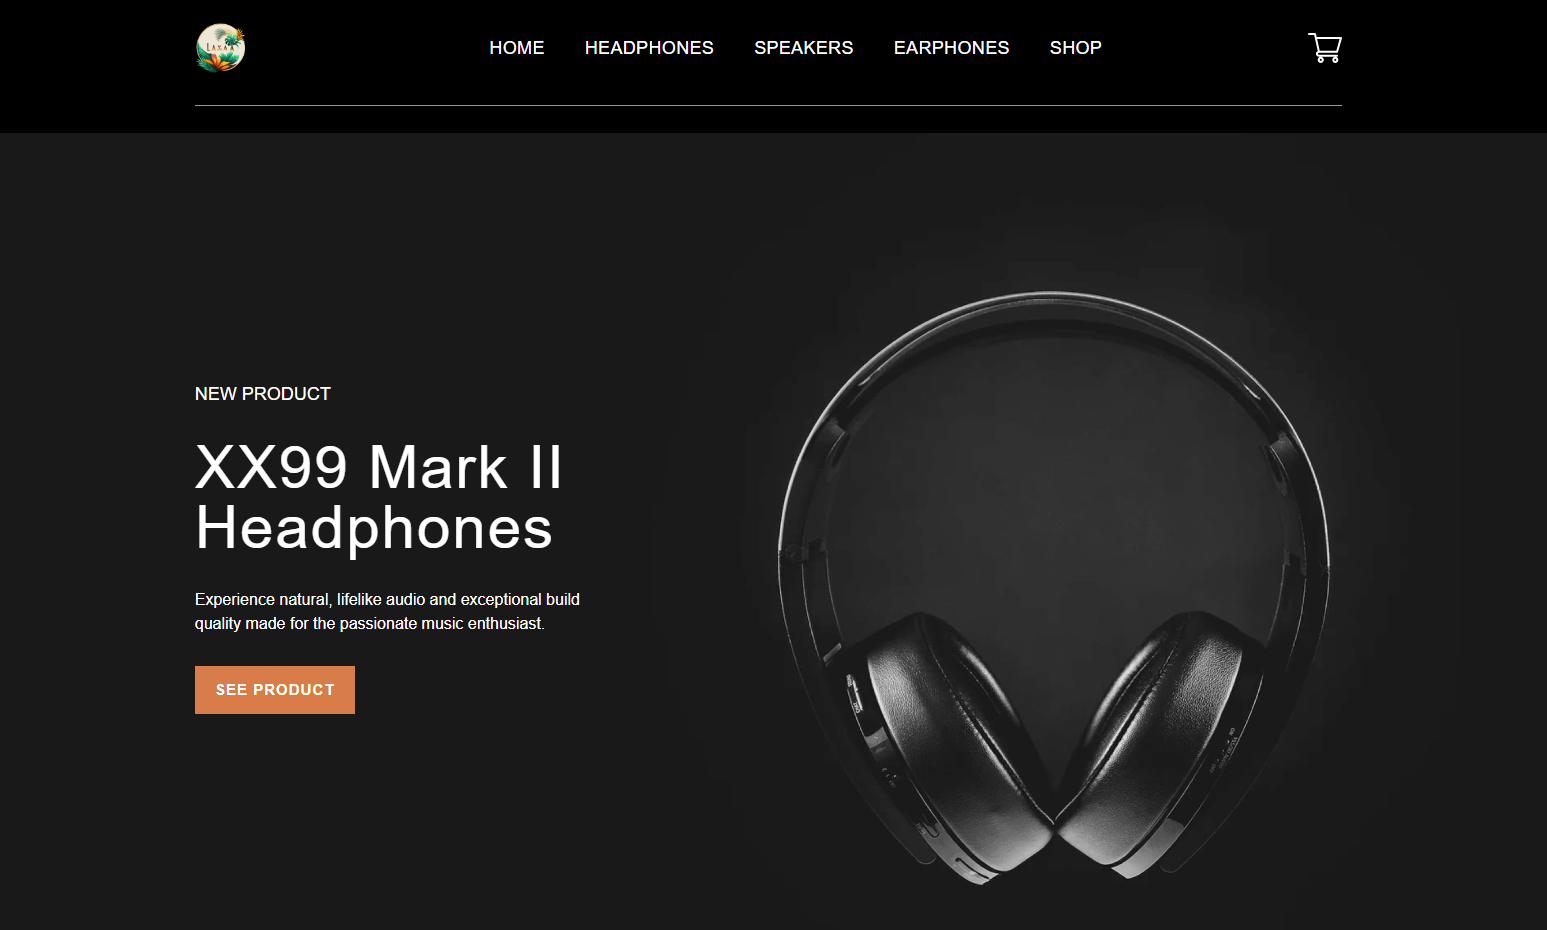 HOME HEADPHONES SPEAKERS EARPHONES SHOP
NEW PRODUCT
XX99 Mark II
Headphones
Experience natural, lifelike audio and exceptional build
quality made for the passionate music enthusiast.
SEE PRODUCT